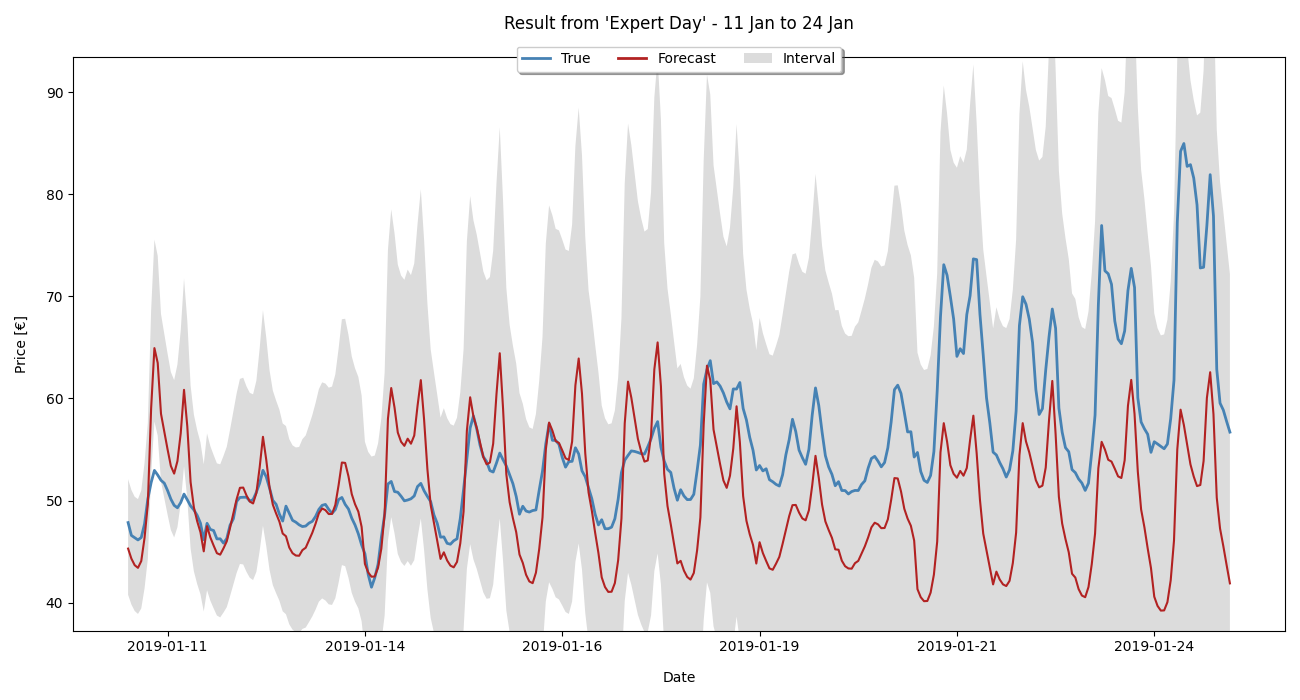 Result from 'Expert Day' - 11 Jan to 24 Jan
True Forecast Interval
90
80
70
60
50
40
Price [€]
2019-01-11 2019-01-14 2019-01-16 2019-01-19 2019-01-21 2019-01-24
Date